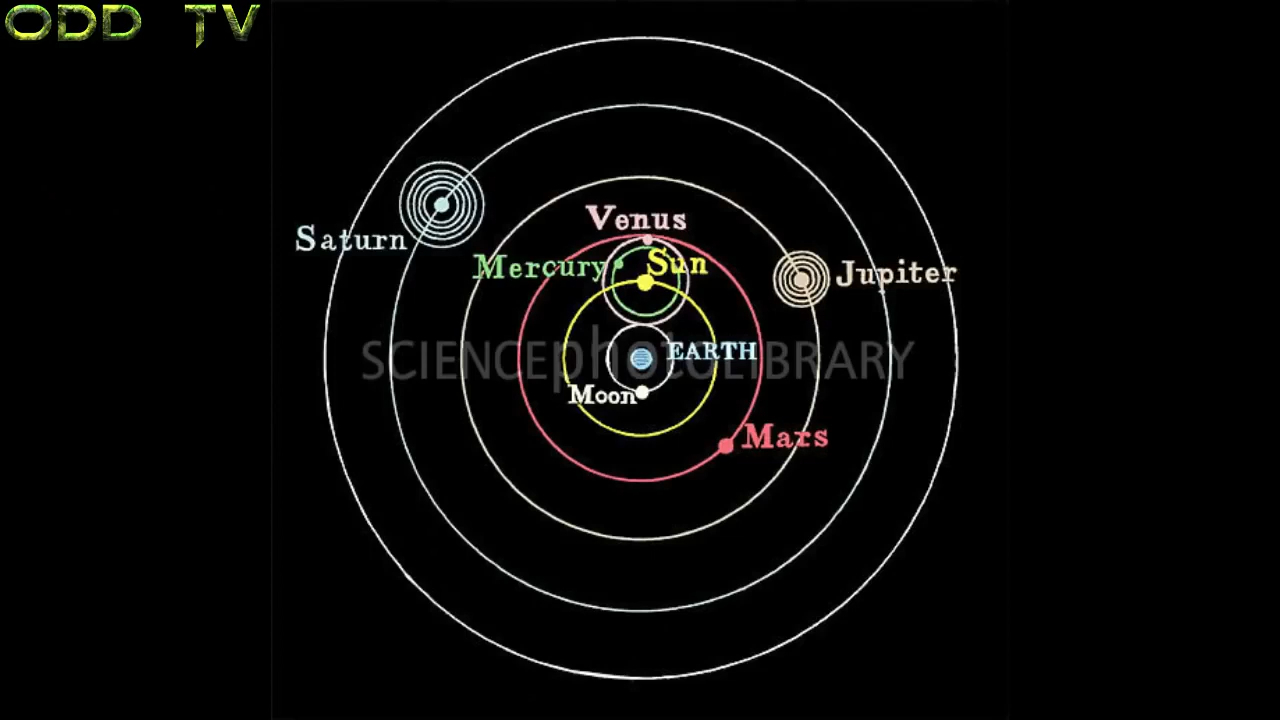 ODD TV
Venus
Saturn
Mercury
Sun
Jupiter
SCIENCEphotoLIBRARY
EARTH
Moon
Mars